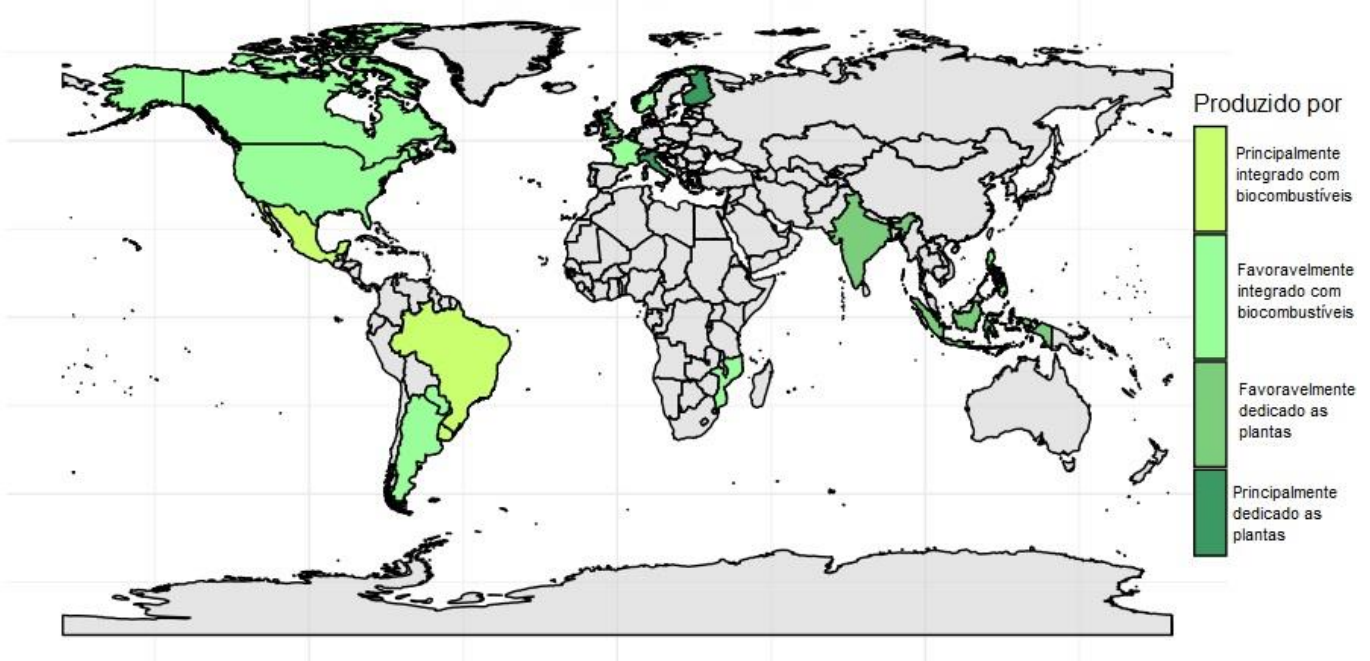 Produzido por
Principalmente
integrado com
biocombustíveis
Favoravelmente
integrado com
biocombustíveis
Favoravelmente
dedicado as
plantas
Principalmente
dedicado as
plantas